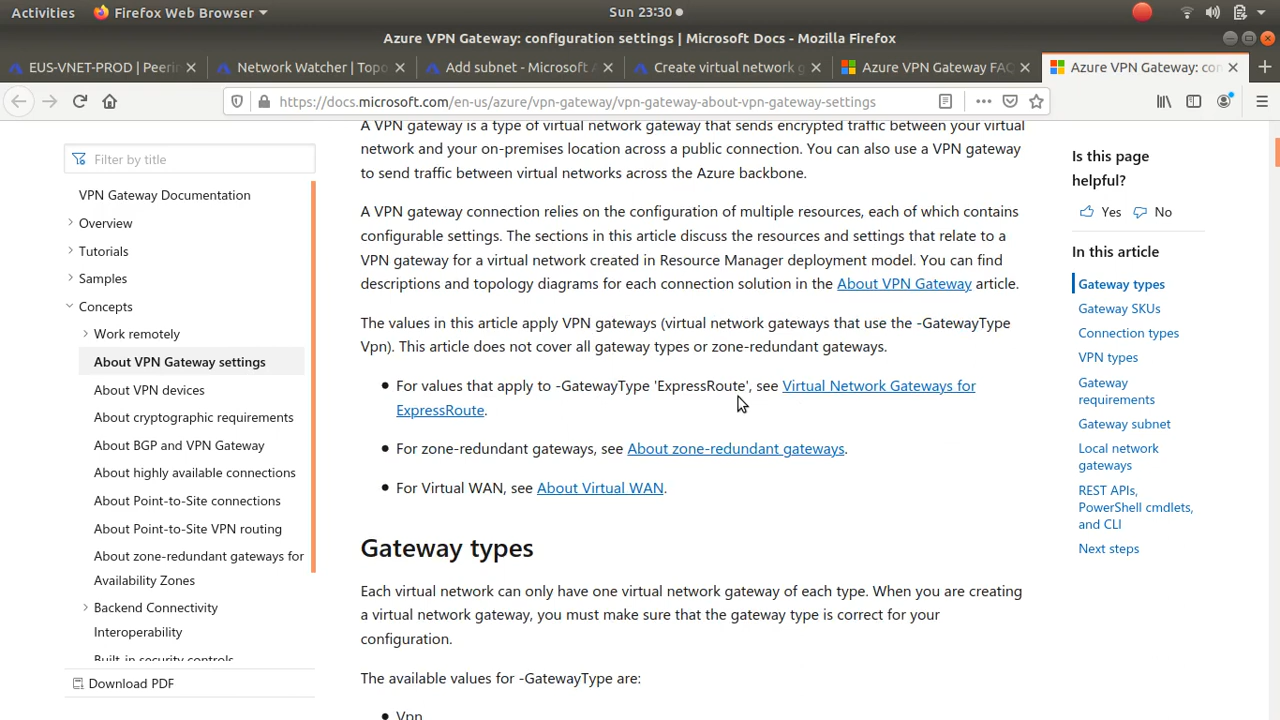 Activities
Firefox Web Browser
Sun 23:30
Azure VPN Gateway: configuration settings | Microsoft Docs - Mozilla Firefox
EUS-VNET-PROD | Peerin
Network Watcher | Topo
Add subnet - Microsoft A
Create virtual network g
Azure VPN Gateway FAQ
Azure VPN Gateway: con
https://docs.microsoft.com/en-us/azure/vpn-gateway/vpn-gateway-about-vpn-gateway-settings
Filter by title
VPN Gateway Documentation
Overview
Tutorials
Samples
Concepts
Work remotely
About VPN Gateway settings
About VPN devices
About cryptographic requirements
About BGP and VPN Gateway
About highly available connections
About Point-to-Site connections
About Point-to-Site VPN routing
About zone-redundant gateways for
Availability Zones
Backend Connectivity
Interoperability
Built-in security controls
Download PDF
A VPN gateway is a type of virtual network gateway that sends encrypted traffic between your virtual
network and your on-premises location across a public connection. You can also use a VPN gateway
to send traffic between virtual networks across the Azure backbone.
A VPN gateway connection relies on the configuration of multiple resources, each of which contains
configurable settings. The sections in this article discuss the resources and settings that relate to a
VPN gateway for a virtual network created in Resource Manager deployment model. You can find
descriptions and topology diagrams for each connection solution in the About VPN Gateway article.
The values in this article apply VPN gateways (virtual network gateways that use the -GatewayType
Vpn). This article does not cover all gateway types or zone-redundant gateways.
For values that apply to -GatewayType 'ExpressRoute', see Virtual Network Gateways for
ExpressRoute.
For zone-redundant gateways, see About zone-redundant gateways.
For Virtual WAN, see About Virtual WAN.
Gateway types
Each virtual network can only have one virtual network gateway of each type. When you are creating
a virtual network gateway, you must make sure that the gateway type is correct for your
configuration.
The available values for -GatewayType are:
Vpn
Is this page
helpful?
Yes
No
In this article
Gateway types
Gateway SKUs
Connection types
VPN types
Gateway
requirements
Gateway subnet
Local network
gateways
REST APIs,
PowerShell cmdlets,
and CLI
Next steps